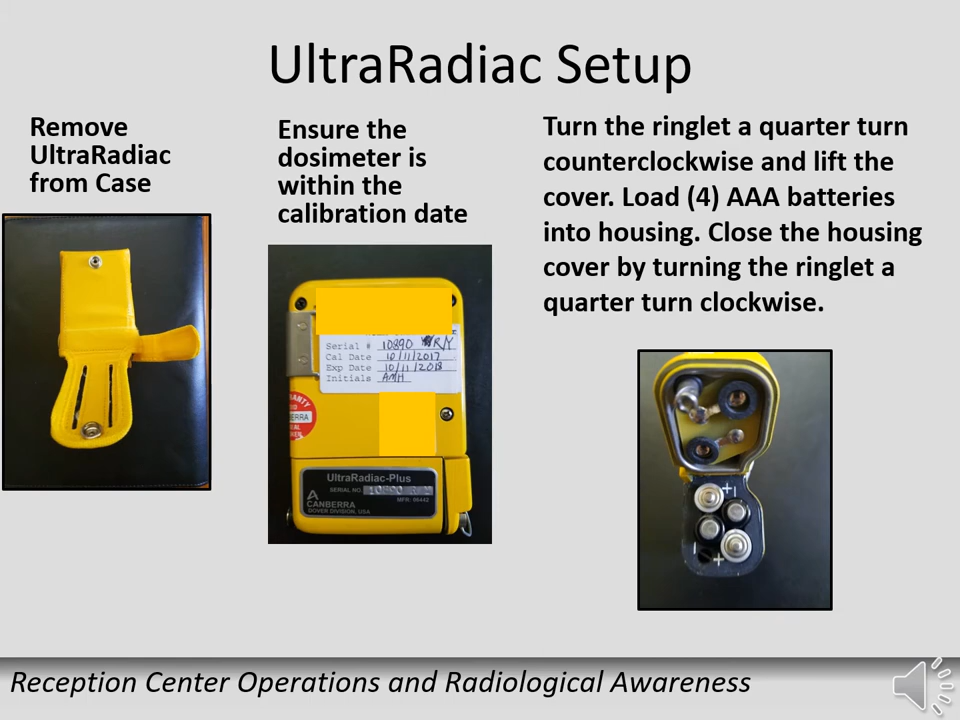 UltraRadiac Setup
Remove
UltraRadiac
from Case
Ensure the
dosimeter is
within the
calibration date
Turn the ringlet a quarter turn
counterclockwise and lift the
cover. Load (4) AAA batteries
into housing. Close the housing
cover by turning the ringlet a
quarter turn clockwise.
Serial # 10890 R/Y
Cal Date 10/11/2017
Exp Date 10/11/2018
Initials AMH
UltraRadiac-Plus
SERIAL NO.
MFR: 06442
CANBERRA
DOVER DIVISION, USA
+
-
+
Reception Center Operations and Radiological Awareness